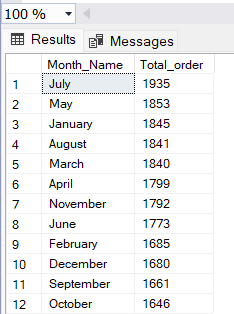 100 %
Results Messages
Month_Name Total_order
1 July 1935
2 May 1853
3 January 1845
4 August 1841
5 March 1840
6 April 1799
7 November 1792
8 June 1773
9 February 1685
10 December 1680
11 September 1661
12 October 1646